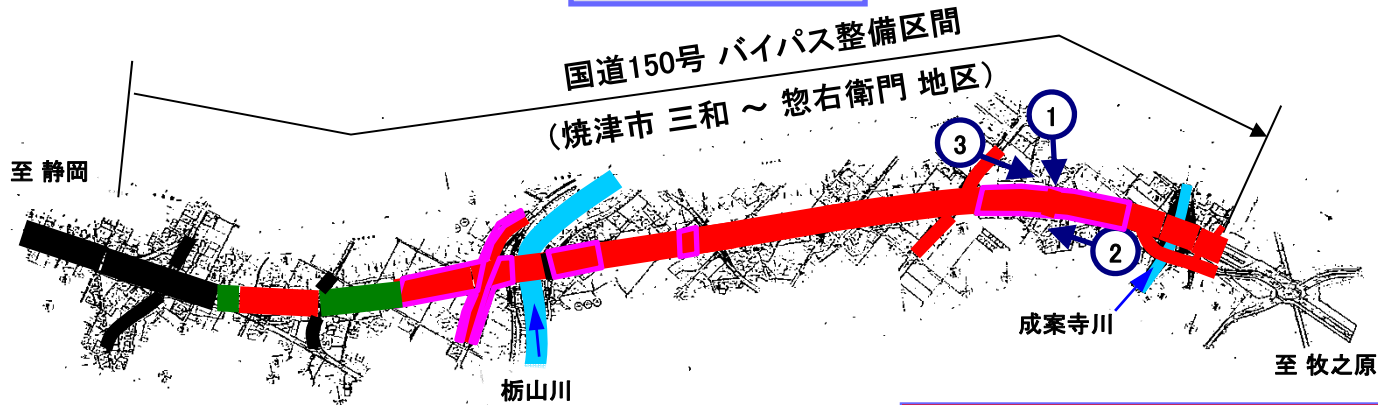 国道150号 バイパス整備区間
(焼津市 三和 ~ 惣右衛門 地区)
至 静岡
③
①
②
成案寺川
至 牧之原
栃山川